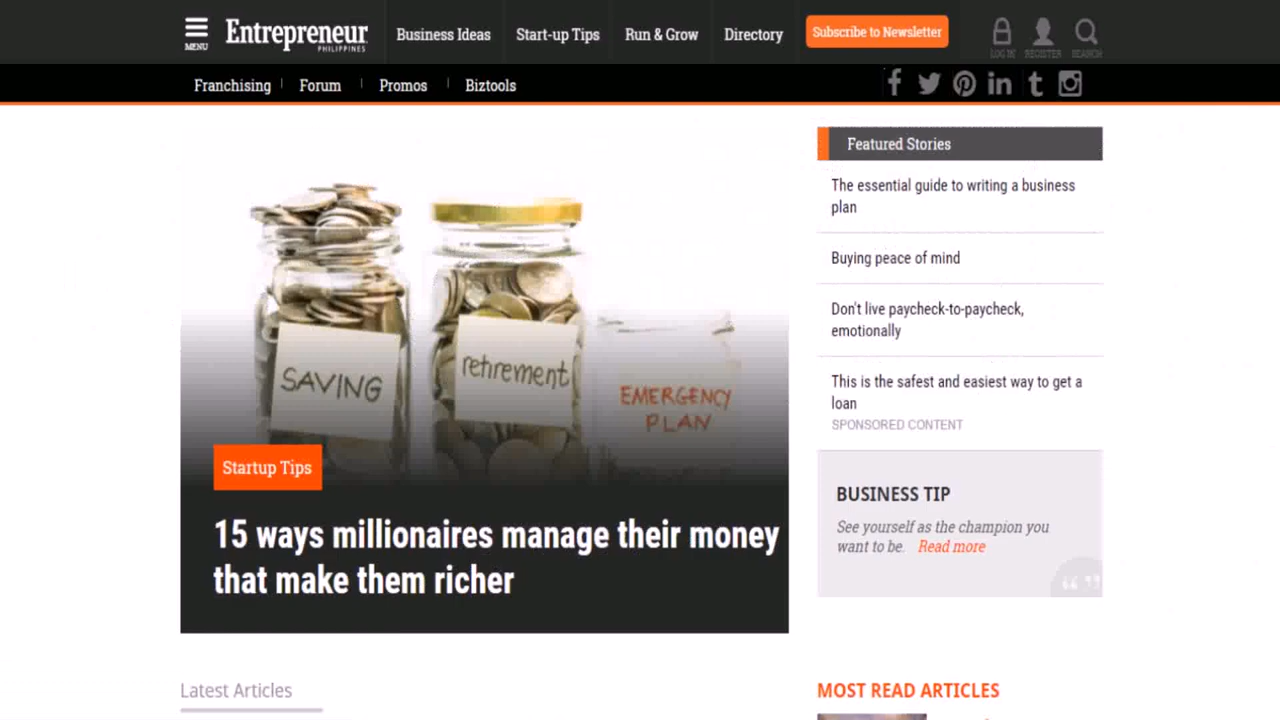 MENU
Entrepreneur
PHILIPPINES
Business Ideas
Start-up Tips
Run & Grow
Directory
Subscribe to Newsletter
LOG IN
REGISTER
SEARCH
Franchising
Forum
Promos
Biztools
SAVING
retirement
EMERGENCY
PLAN
Startup Tips
15 ways millionaires manage their money
that make them richer
Featured Stories
The essential guide to writing a business
plan
Buying peace of mind
Don't live paycheck-to-paycheck,
emotionally
This is the safest and easiest way to get a
loan
SPONSORED CONTENT
BUSINESS TIP
See yourself as the champion you
want to be. Read more
Latest Articles
MOST READ ARTICLES